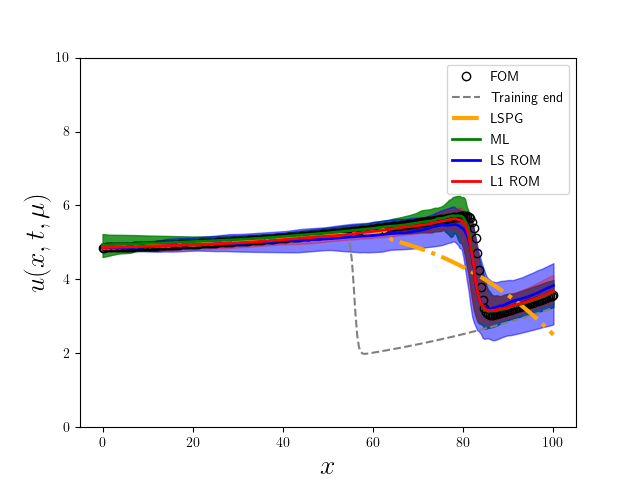 10
8
6
4
2
0
u(x, t, μ)
FOM
Training end
LSPG
ML
LS ROM
L1 ROM
0 20 40 60 80 100
x